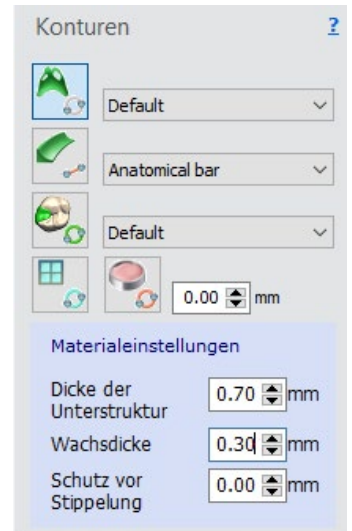 Konturen ?
Default
Anatomical bar
Default
0.00 mm
Materialeinstellungen
Dicke der
Unterstruktur
0.70 mm
Wachsdicke 0.30 mm
Schutz vor
Stippelung
0.00 mm